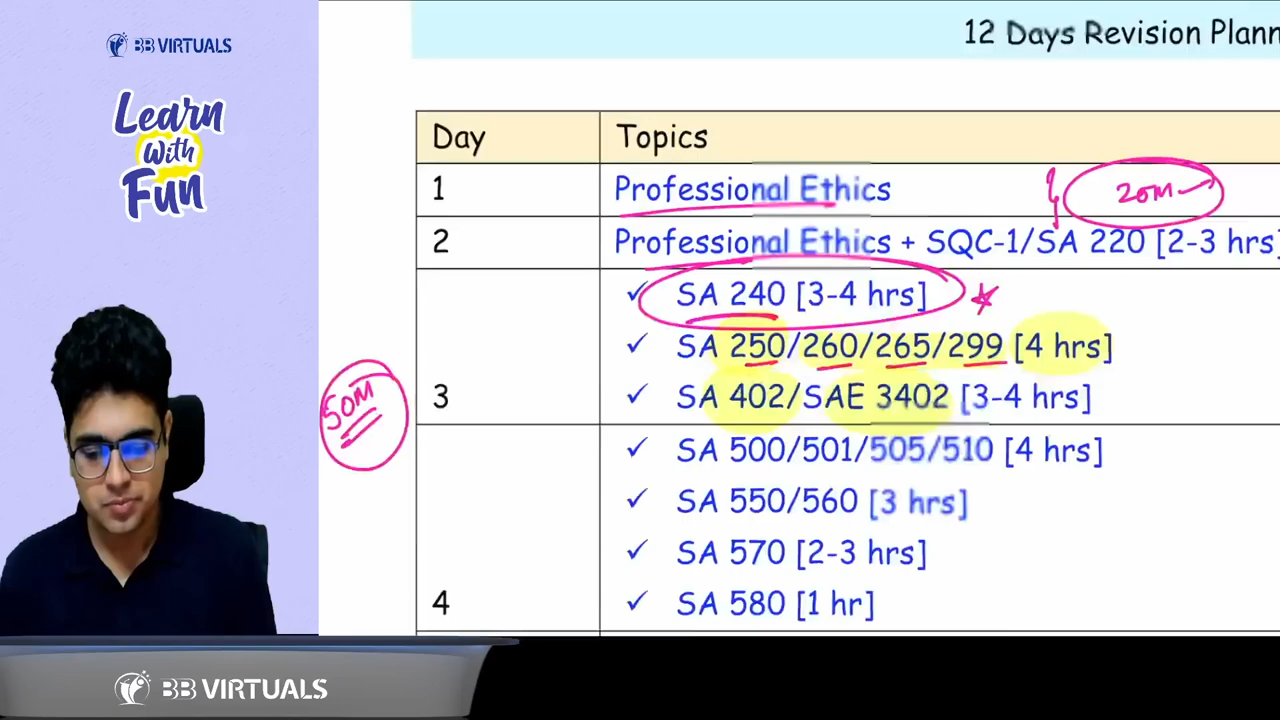 BB VIRTUALS
Learn
With
Fun
12 Days Revision Plann
Day
Topics
1
Professional Ethics
20M
2
Professional Ethics + SQC-1/SA 220 [2-3 hrs]
✓ SA 240 [3-4 hrs]
✓ SA 250/260/265/299 [4 hrs]
50M
3
✓ SA 402/SAE 3402 [3-4 hrs]
✓ SA 500/501/505/510 [4 hrs]
✓ SA 550/560 [3 hrs]
✓ SA 570 [2-3 hrs]
4
✓ SA 580 [1 hr]
BB VIRTUALS